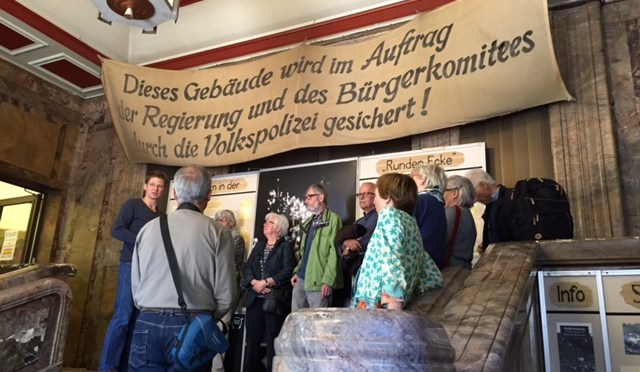 Dieses Gebäude wird im Auftrag
der Regierung und des Bürgerkomitees
durch die Volkspolizei gesichert!
m in der
„Runden Ecke“
Info